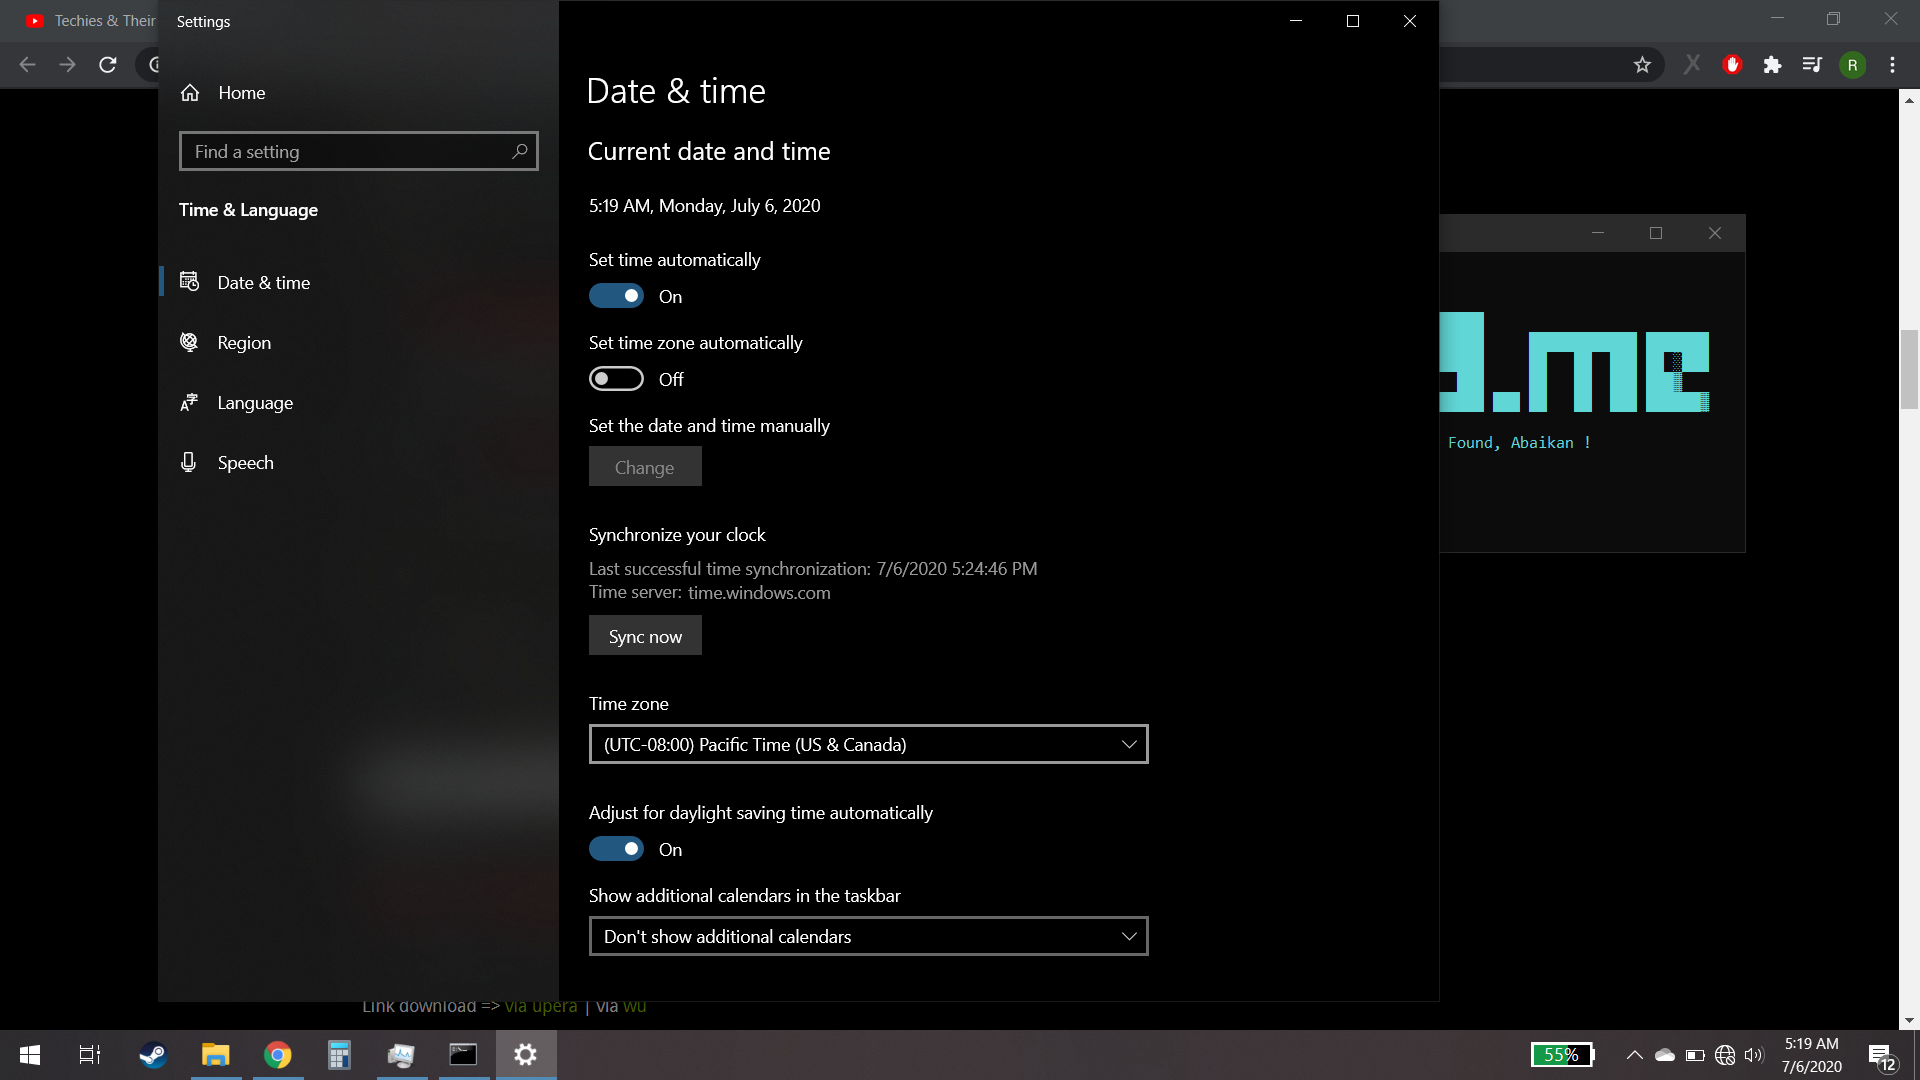 Techies & Their
Settings
Home
Find a setting
Time & Language
Date & time
Region
Language
Speech
Date & time
Current date and time
5:19 AM, Monday, July 6, 2020
Set time automatically
On
Set time zone automatically
Off
Set the date and time manually
Change
Synchronize your clock
Last successful time synchronization: 7/6/2020 5:24:46 PM
Time server: time.windows.com
Sync now
Time zone
(UTC-08:00) Pacific Time (US & Canada)
Adjust for daylight saving time automatically
On
Show additional calendars in the taskbar
Don't show additional calendars
R
.me
Found, Abaikan !
Link download => via upera | via wu
55%
5:19 AM
7/6/2020
12